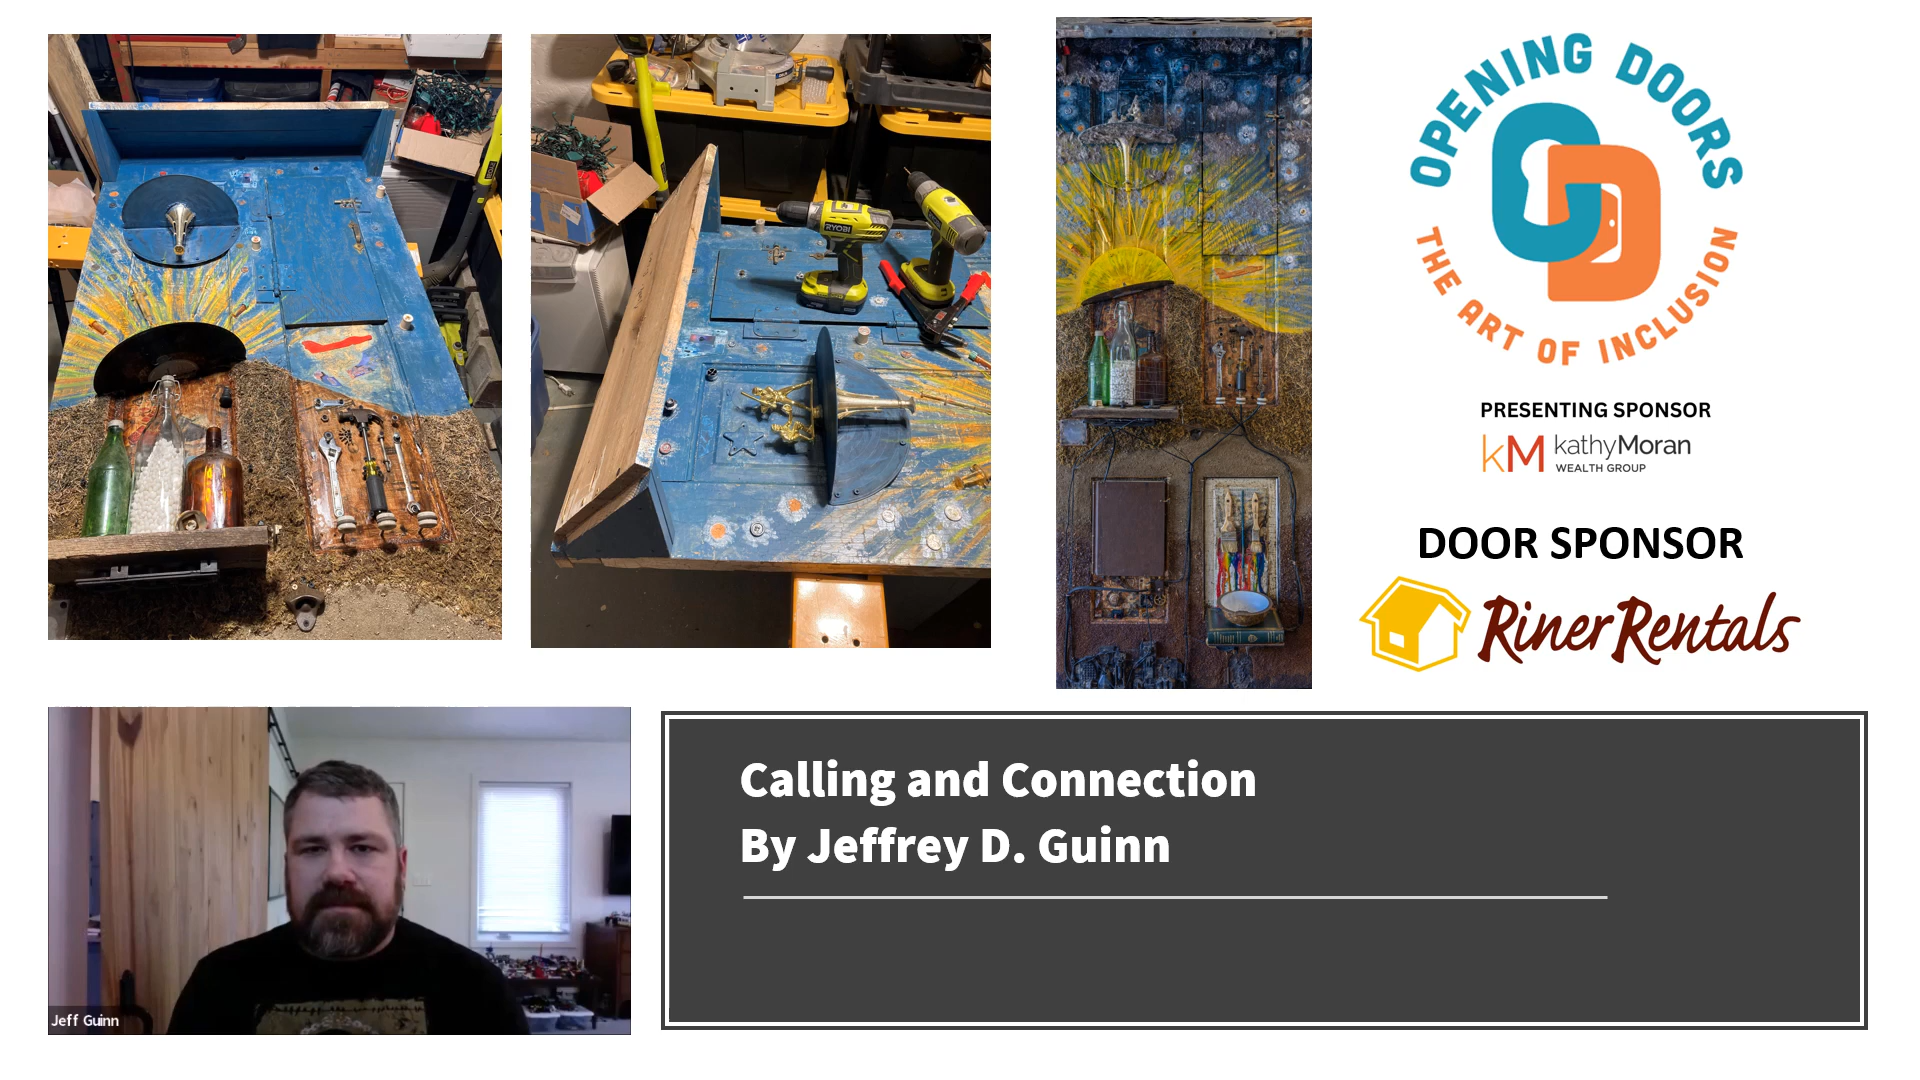 RYOBI
OPENING DOORS
THE ART OF INCLUSION
PRESENTING SPONSOR
kM kathyMoran
WEALTH GROUP
DOOR SPONSOR
RinerRentals
Calling and Connection
By Jeffrey D. Guinn
Jeff Guinn